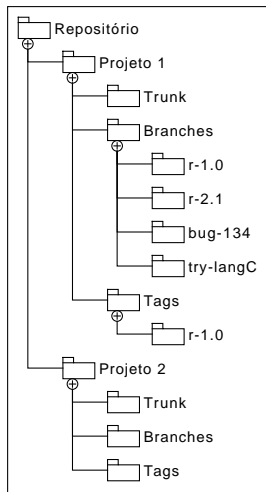 Repositório
Projeto 1
Trunk
Branches
r-1.0
r-2.1
bug-134
try-langC
Tags
r-1.0
Projeto 2
Trunk
Branches
Tags